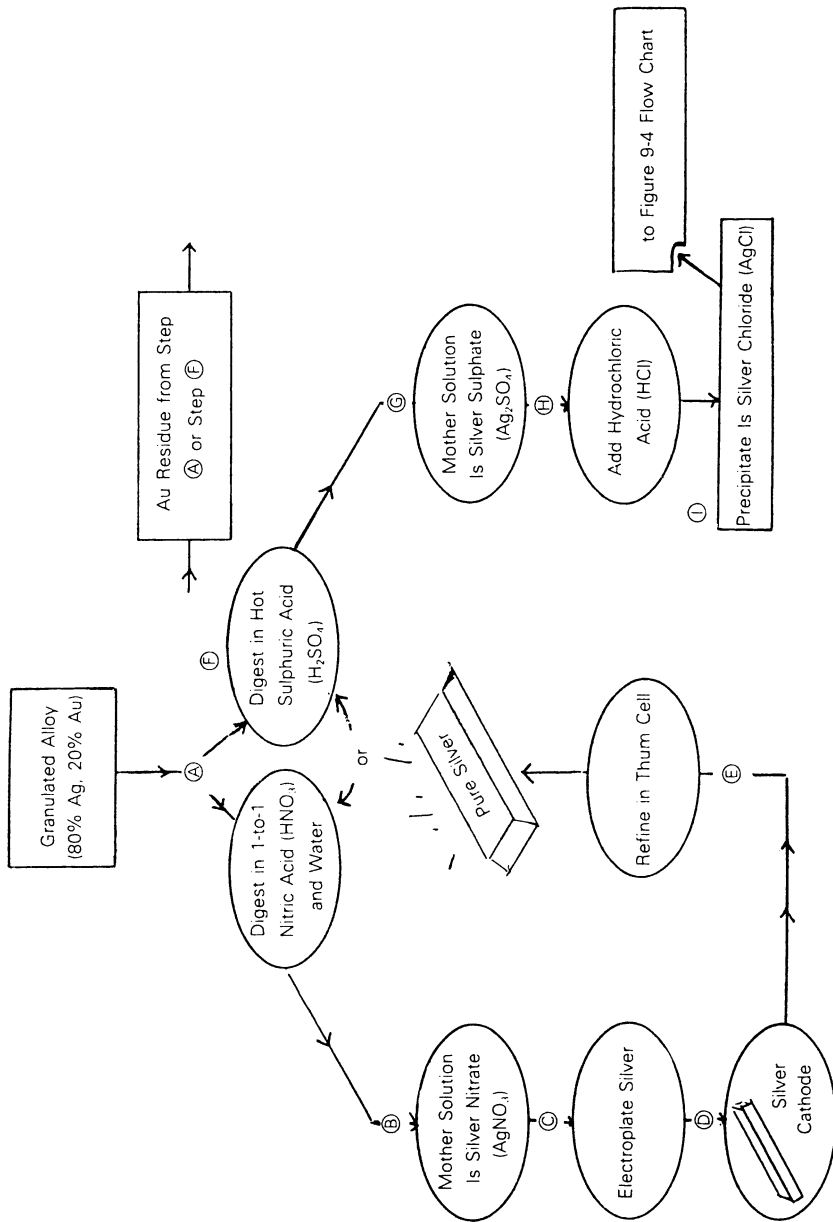 Granulated Alloy
(80% Ag, 20% Au)
Ⓐ
Au Residue from Step
Ⓐ or Step Ⓕ
Digest in 1-to-1
Nitric Acid (HNO₃)
and Water
or
Ⓕ
Digest in Hot
Sulphuric Acid
(H₂SO₄)
Ⓑ
Mother Solution
Is Silver Nitrate
(AgNO₃)
Ⓒ
Electroplate Silver
Ⓓ
Silver
Cathode
Ⓔ
Refine in Thum Cell
Pure Silver
Ⓖ
Mother Solution
Is Silver Sulphate
(Ag₂SO₄)
Ⓗ
Add Hydrochloric
Acid (HCl)
Ⓘ
Precipitate Is Silver Chloride (AgCl)
to Figure 9-4 Flow Chart